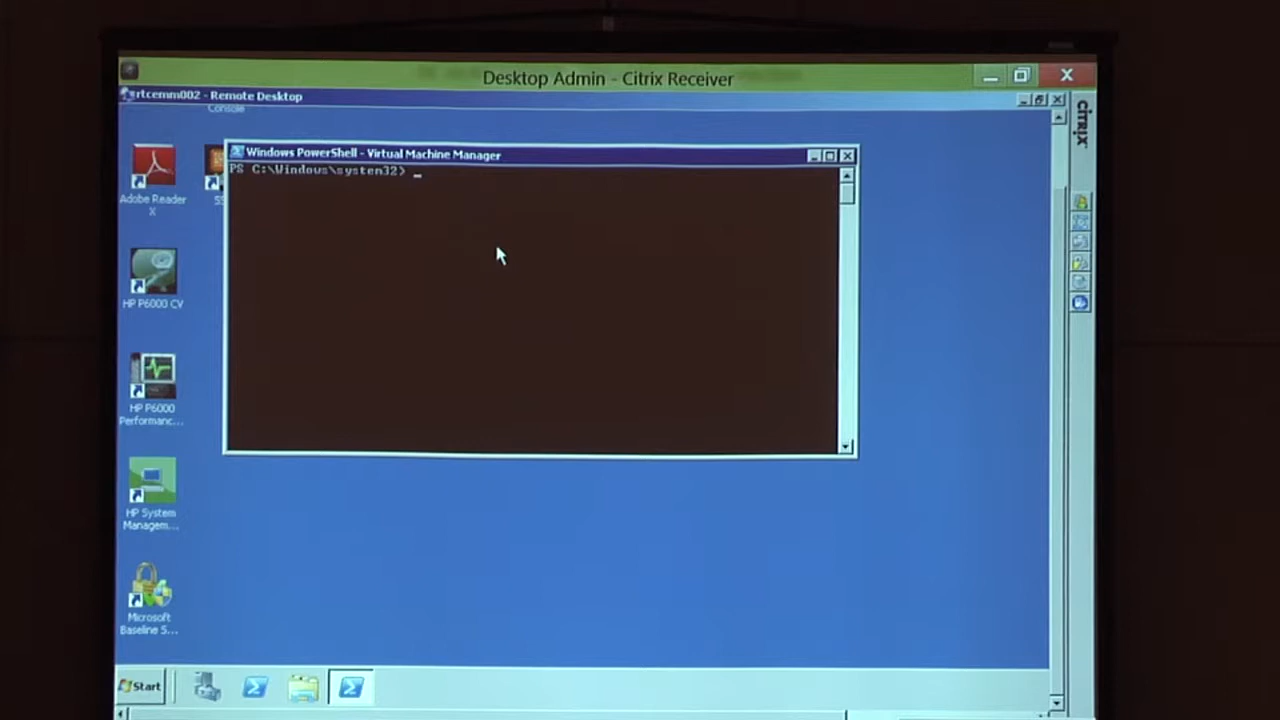 Desktop Admin - Citrix Receiver
rtcemm002 - Remote Desktop
Console
CITRIX
Windows PowerShell - Virtual Machine Manager
PS C:\Windows\system32> _
Adobe Reader
X
HP P6000 CV
HP P6000
Performanc...
HP System
Managem...
Microsoft
Baseline S...
Start